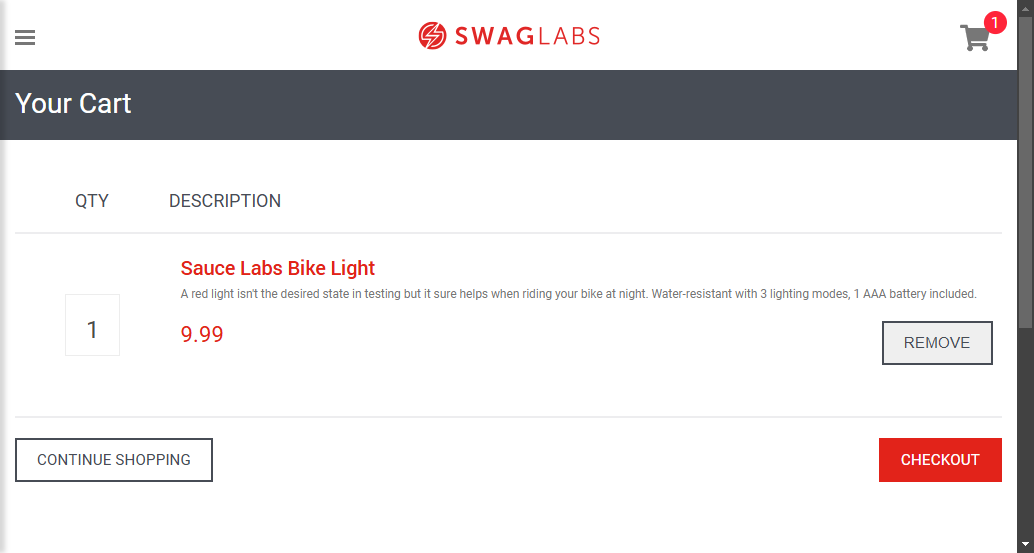 SWAGLABS
1
Your Cart
QTY DESCRIPTION
Sauce Labs Bike Light
A red light isn't the desired state in testing but it sure helps when riding your bike at night. Water-resistant with 3 lighting modes, 1 AAA battery included.
1
9.99
REMOVE
CONTINUE SHOPPING
CHECKOUT